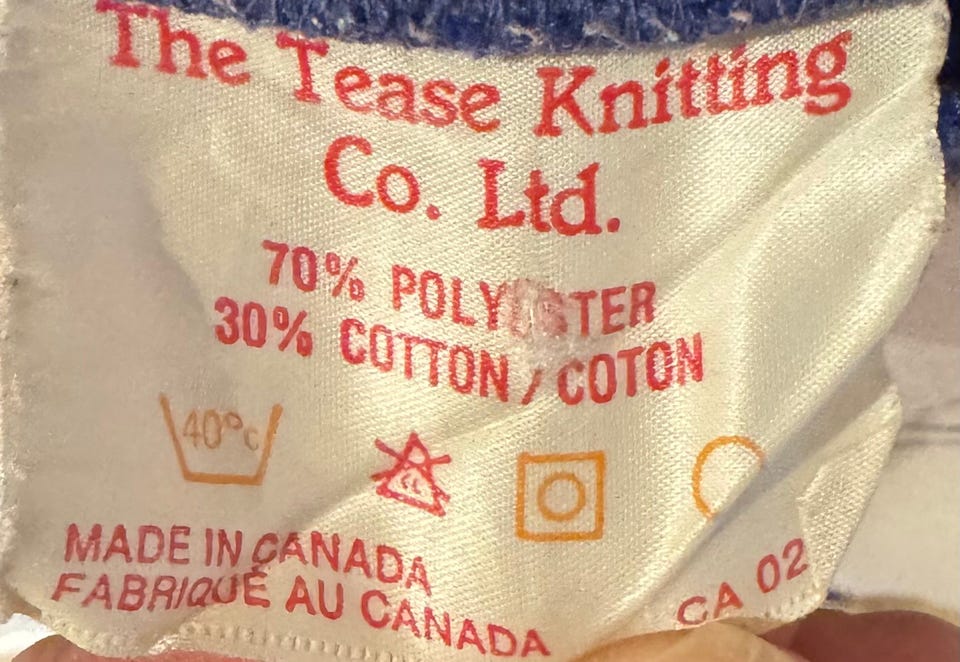 The Tease Knitting
Co. Ltd.
70% POLYESTER
30% COTTON / COTON
40°C
CL
MADE IN CANADA
FABRIQUÉ AU CANADA
CA 02